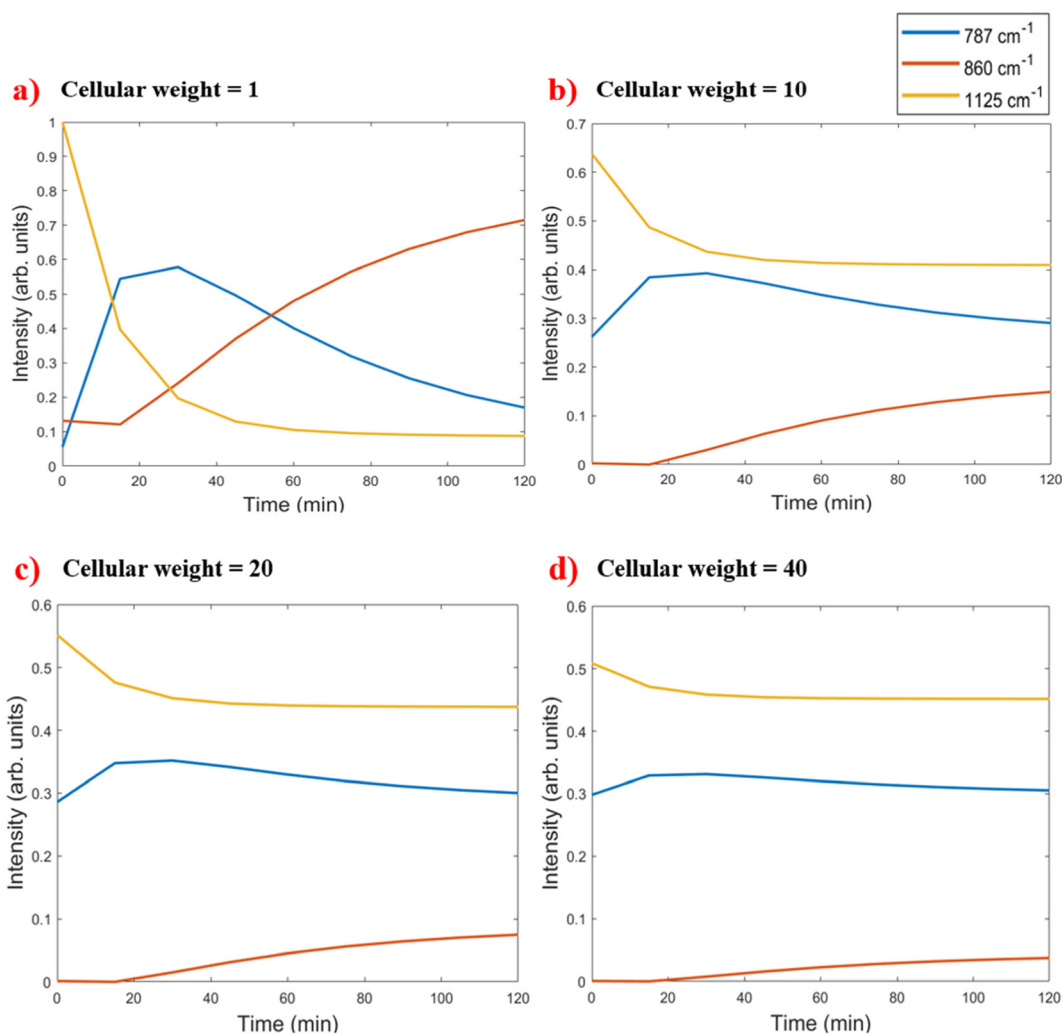 787 cm-1
860 cm-1
1125 cm-1
a) Cellular weight = 1
b) Cellular weight = 10
1
0.9
0.8
0.7
0.6
0.5
0.4
0.3
0.2
0.1
0
Intensity (arb. units)
0 20 40 60 80 100 120
Time (min)
0.7
0.6
0.5
0.4
0.3
0.2
0.1
0
Intensity (arb. units)
0 20 40 60 80 100 120
Time (min)
c) Cellular weight = 20
d) Cellular weight = 40
0.6
0.5
0.4
0.3
0.2
0.1
0
Intensity (arb. units)
0 20 40 60 80 100 120
Time (min)
0.6
0.5
0.4
0.3
0.2
0.1
0
Intensity (arb. units)
0 20 40 60 80 100 120
Time (min)